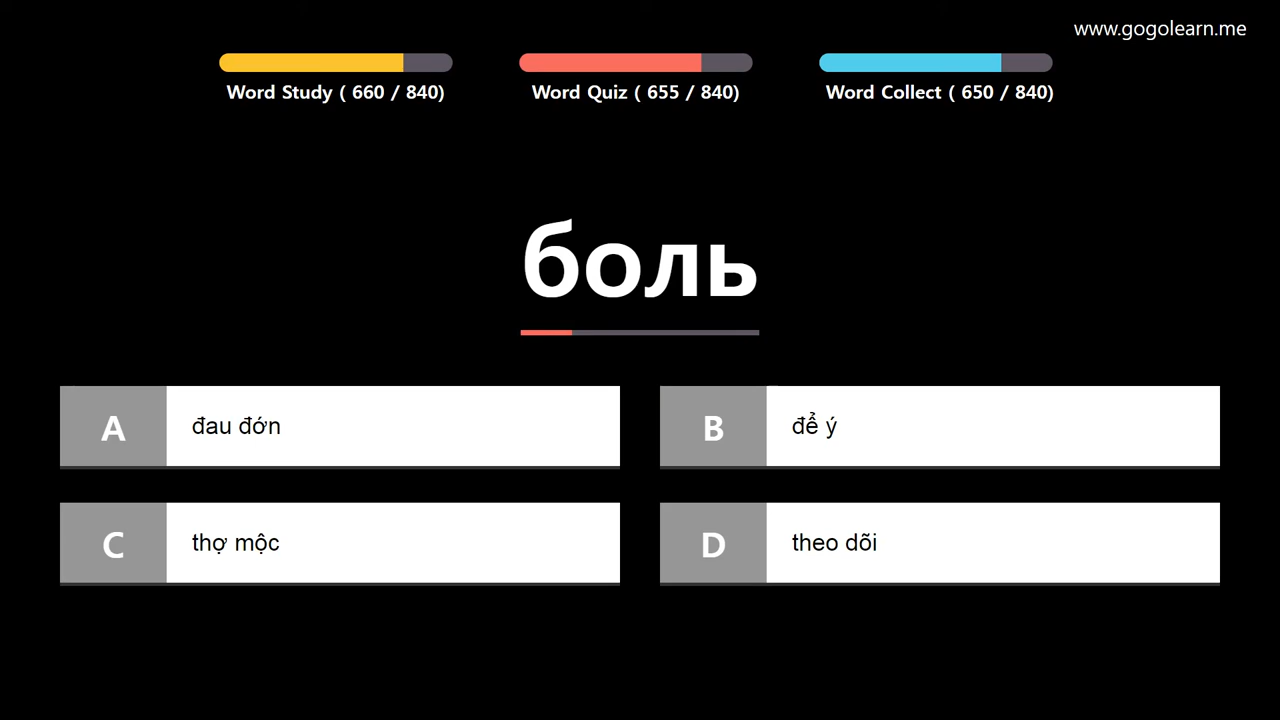 www.gogolearn.me
Word Study ( 660 / 840)
Word Quiz ( 655 / 840)
Word Collect ( 650 / 840)
боль
A đau đớn
B để ý
C thợ mộc
D theo dõi